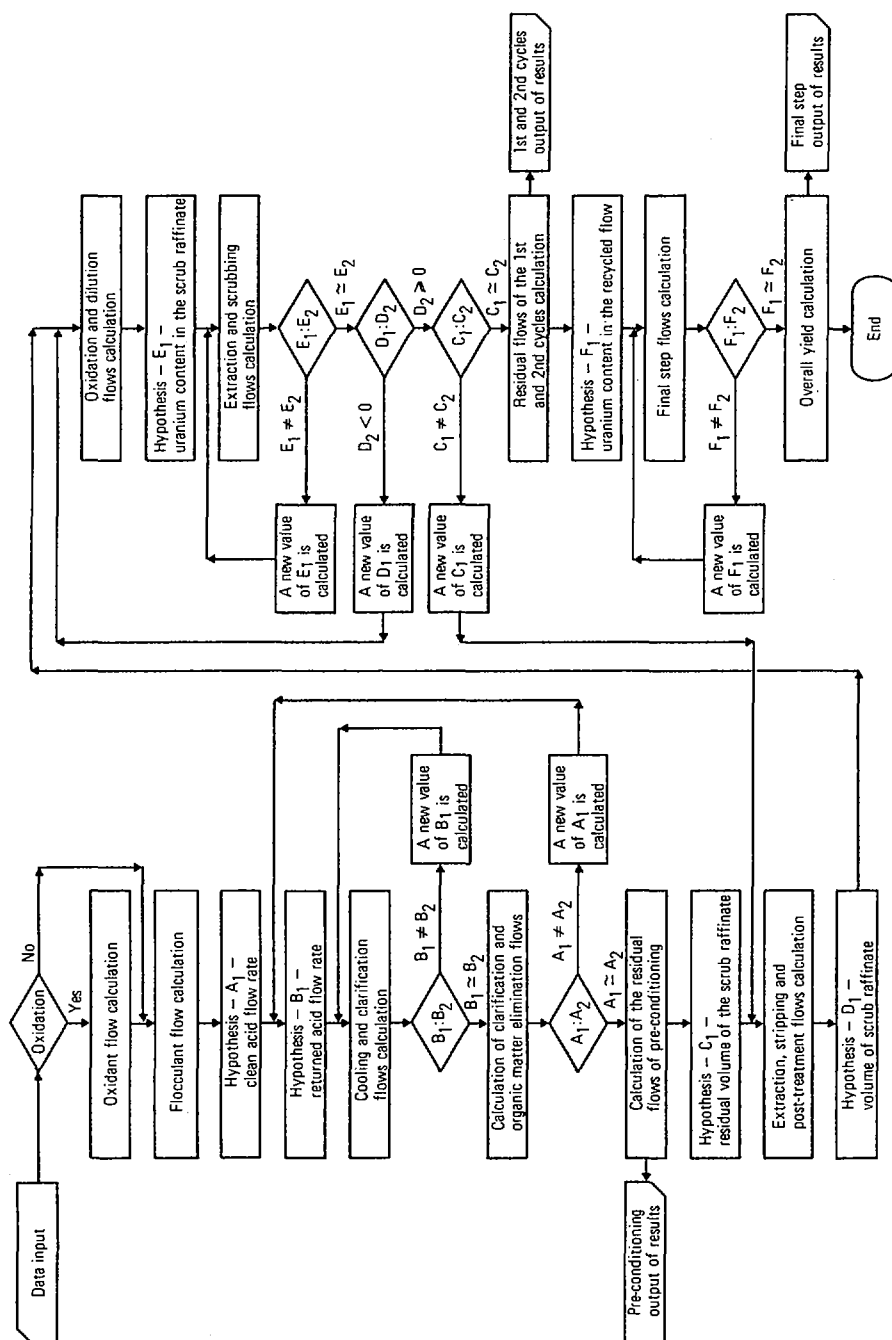 Data input
Oxidation
No
Yes
Oxidant flow calculation
Flocculant flow calculation
Hypothesis – A₁ –
clean acid flow rate
Hypothesis – B₁ –
returned acid flow rate
Cooling and clarification
flows calculation
B₁:B₂
B₁ ≠ B₂
A new value
of B₁ is
calculated
B₁ ≃ B₂
Calculation of clarification and
organic matter elimination flows
A₁:A₂
A₁ ≠ A₂
A new value
of A₁ is
calculated
A₁ ≃ A₂
Calculation of the residual
flows of pre-conditioning
Pre-conditioning
output of results
Hypothesis – C₁ –
residual volume of the scrub raffinate
Extraction, stripping and
post-treatment flows calculation
Hypothesis – D₁ –
volume of scrub raffinate
Oxidation and dilution
flows calculation
Hypothesis – E₁ –
uranium content in the scrub raffinate
Extraction and scrubbing
flows calculation
E₁:E₂
E₁ ≠ E₂
A new value
of E₁ is
calculated
E₁ ≃ E₂
D₁:D₂
D₂ < 0
A new value
of D₁ is
calculated
D₂ ⩾ 0
C₁:C₂
C₁ ≠ C₂
A new value
of C₁ is
calculated
C₁ ≃ C₂
Residual flows of the 1st
and 2nd cycles calculation
1st and 2nd cycles
output of results
Hypothesis – F₁ –
uranium content in the recycled flow
Final step flows calculation
F₁:F₂
F₁ ≠ F₂
A new value
of F₁ is
calculated
F₁ ≃ F₂
Overall yield calculation
Final step
output of results
End